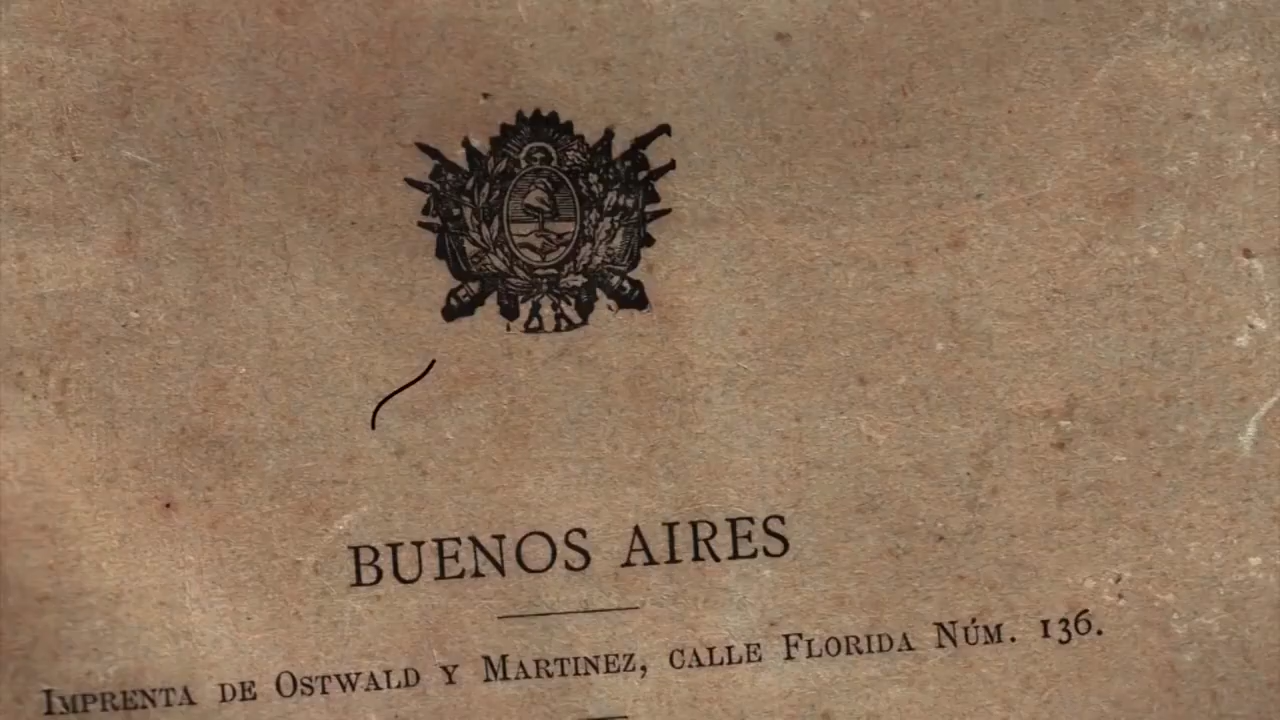 BUENOS AIRES
IMPRENTA DE OSTWALD Y MARTINEZ, CALLE FLORIDA NÚM. 136.